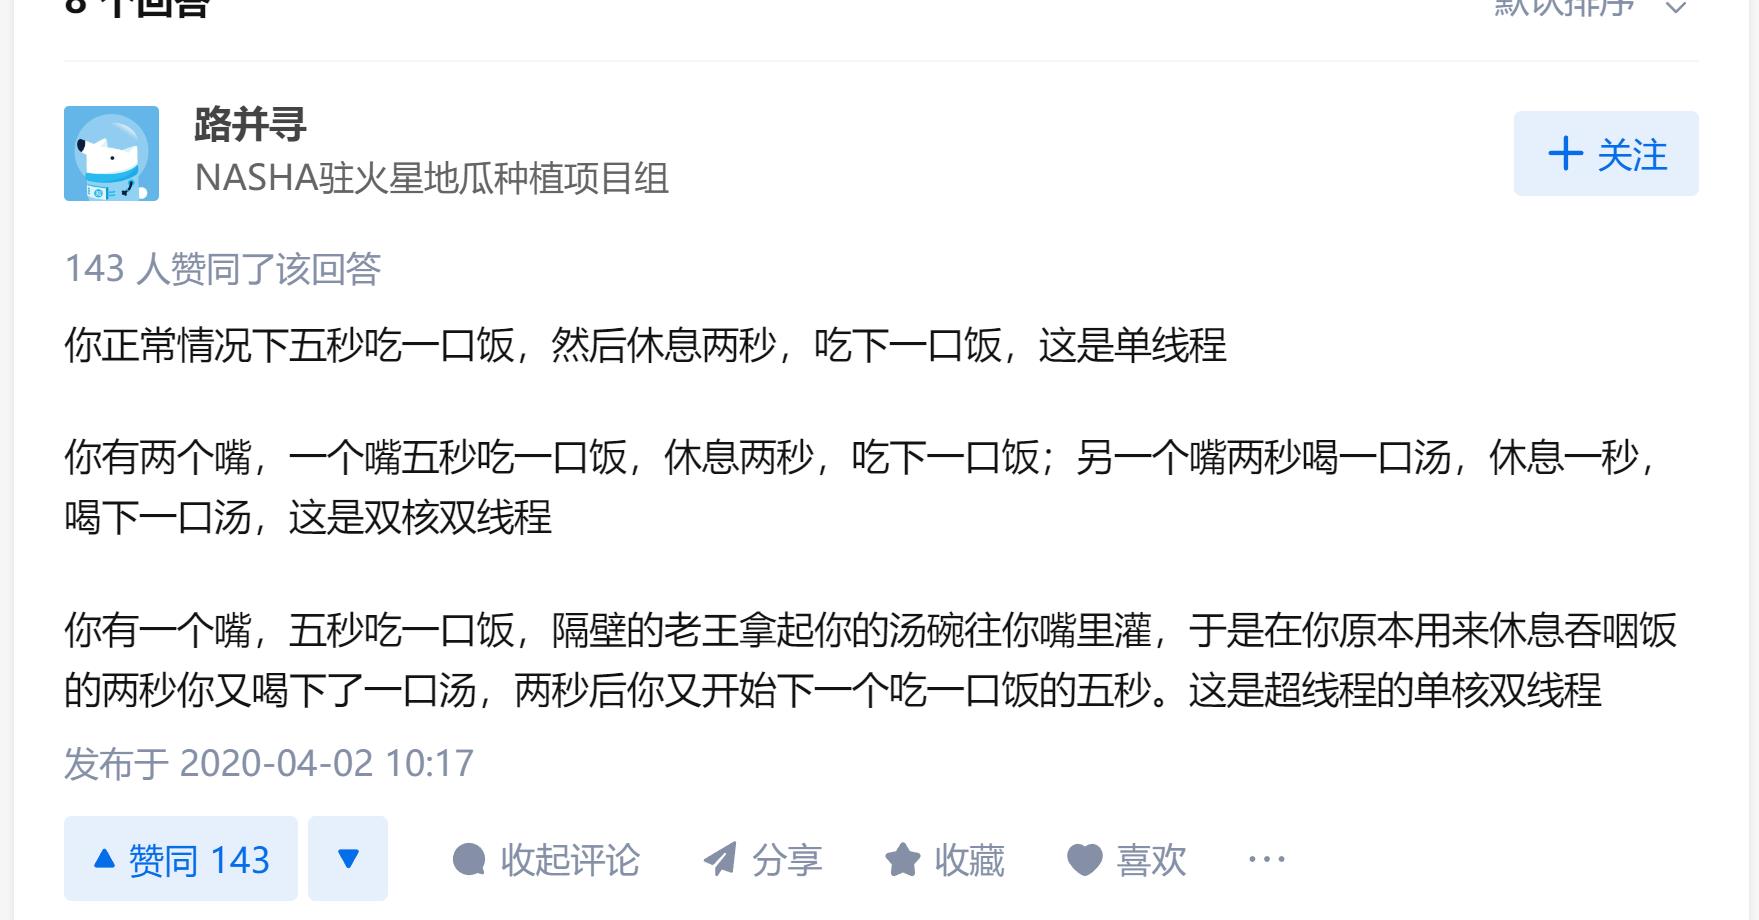 8 个回答
默认排序
路并寻
NASHA驻火星地瓜种植项目组
关注
143 人赞同了该回答
你正常情况下五秒吃一口饭，然后休息两秒，吃下一口饭，这是单线程
你有两个嘴，一个嘴五秒吃一口饭，休息两秒，吃下一口饭；另一个嘴两秒喝一口汤，休息一秒，
喝下一口汤，这是双核双线程
你有一个嘴，五秒吃一口饭，隔壁的老王拿起你的汤碗往你嘴里灌，于是在你原本用来休息吞咽饭
的两秒你又喝下了一口汤，两秒后你又开始下一个吃一口饭的五秒。这是超线程的单核双线程
发布于 2020-04-02 10:17
赞同 143
收起评论
分享
收藏
喜欢